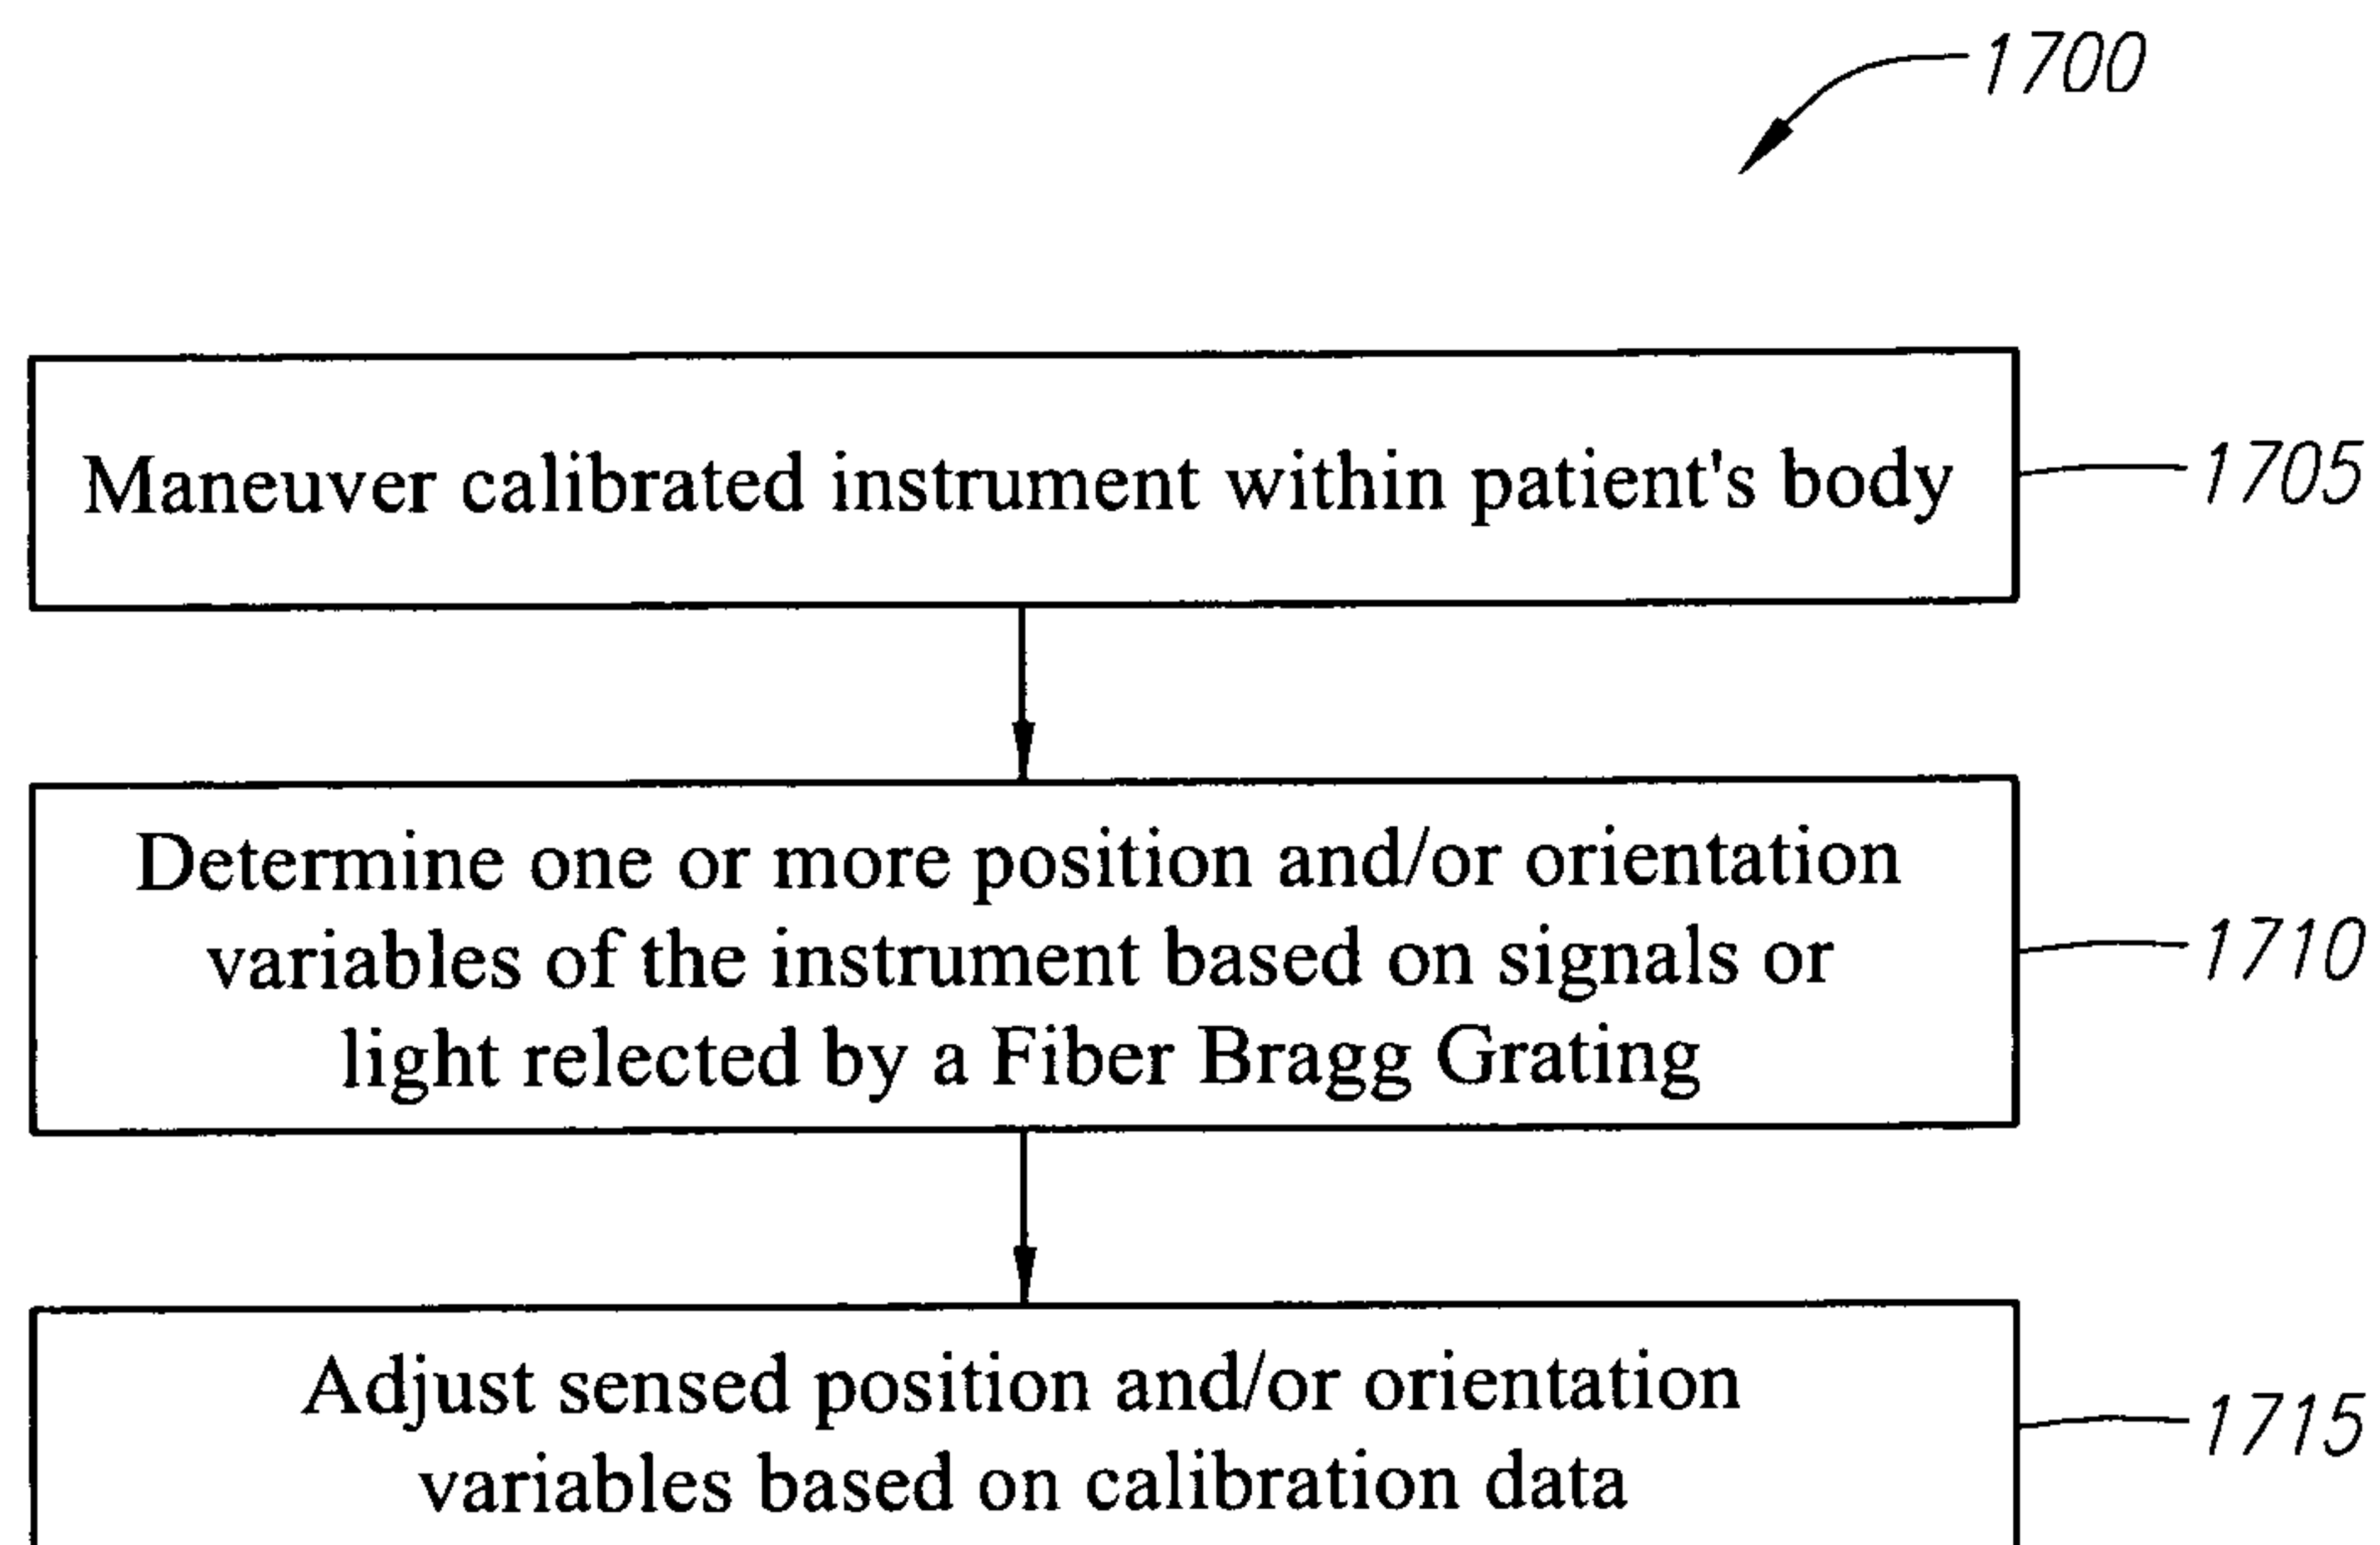 1700
Maneuver calibrated instrument within patient's body
1705
Determine one or more position and/or orientation
variables of the instrument based on signals or
light relected by a Fiber Bragg Grating
1710
Adjust sensed position and/or orientation
variables based on calibration data
1715